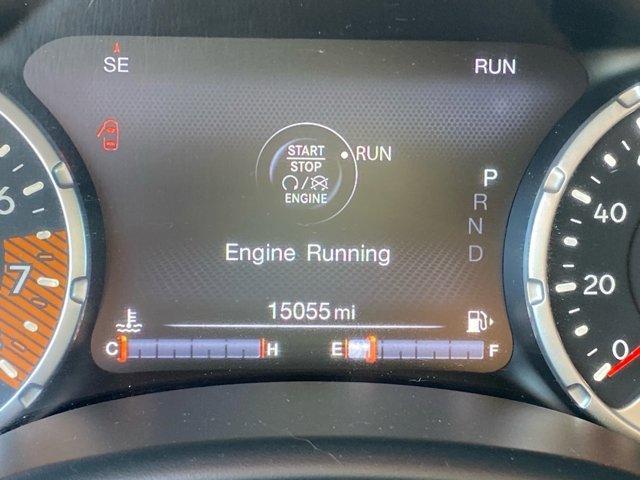 SE RUN
START
STOP
ENGINE
RUN
P
R
N
D
Engine Running
15055 mi
C H E F
6
7
40
20
0